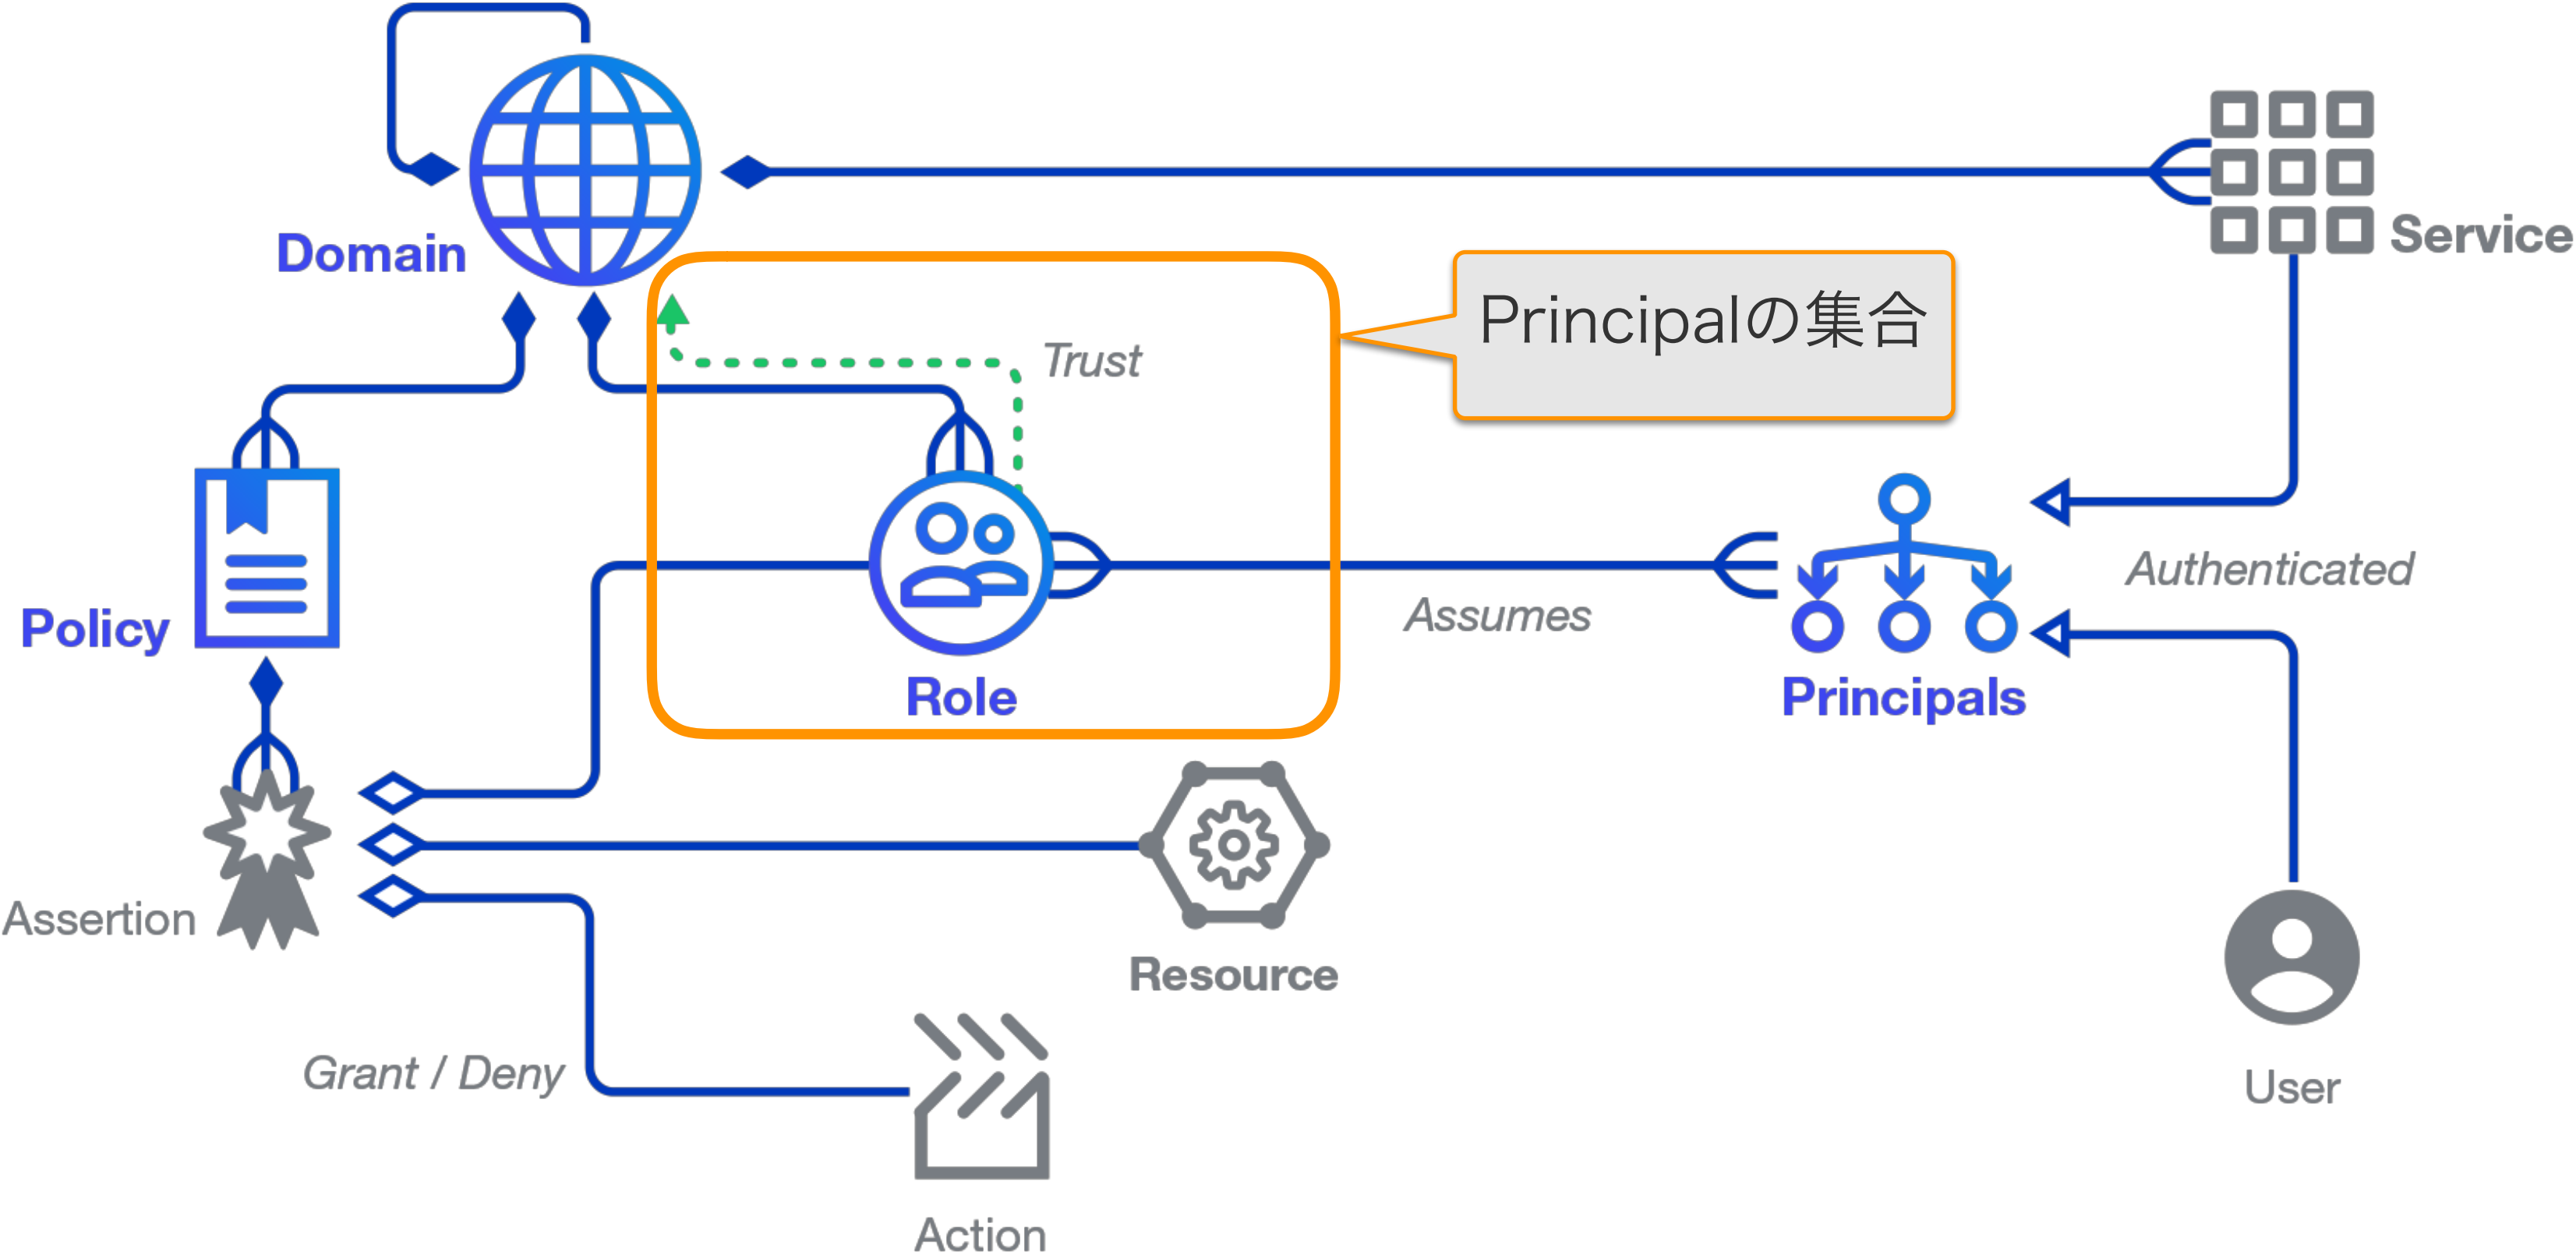 Domain
Service
Principalの集合
Trust
Policy
Role
Assumes
Principals
Authenticated
Assertion
Resource
Grant / Deny
User
Action